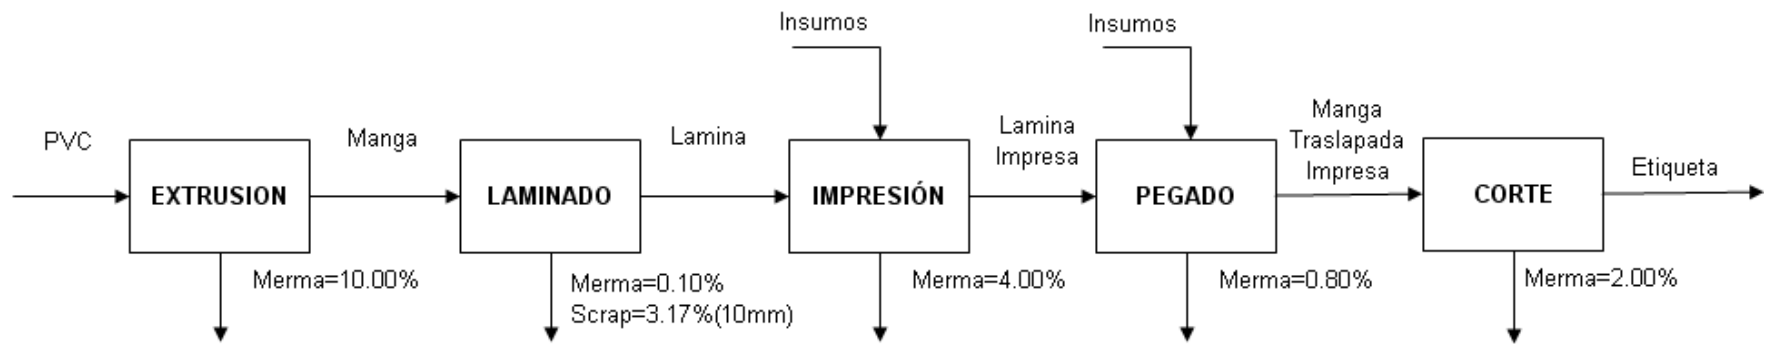 Insumos
Insumos
PVC
Manga
Lamina
Lamina
Impresa
Manga
Traslapada
Impresa
Etiqueta
EXTRUSION
LAMINADO
IMPRESIÓN
PEGADO
CORTE
Merma=10.00%
Merma=0.10%
Scrap=3.17%(10mm)
Merma=4.00%
Merma=0.80%
Merma=2.00%